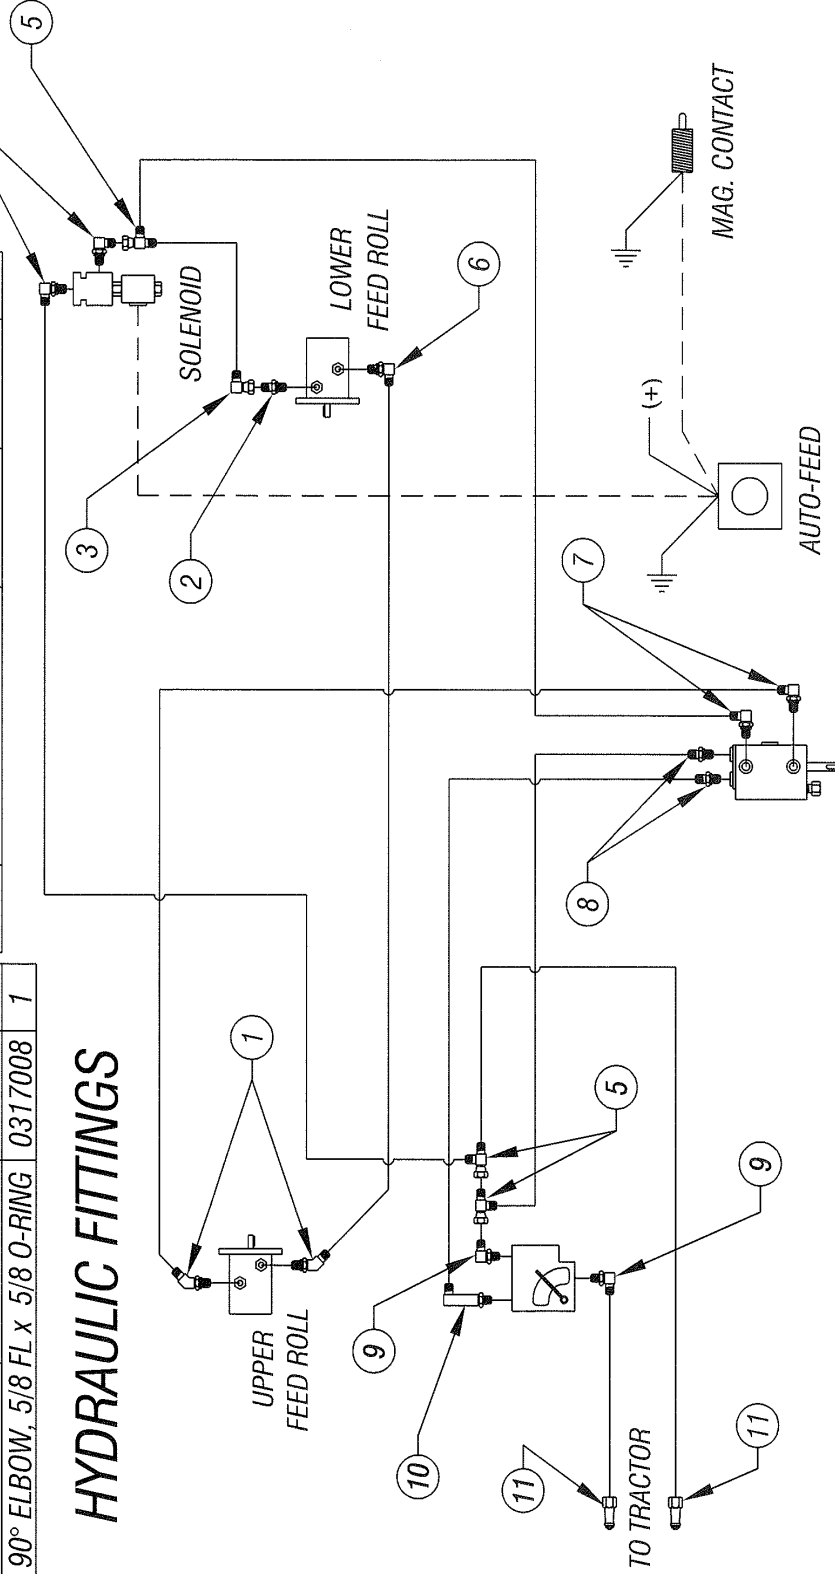 90° ELBOW, 5/8 FL x 5/8 O-RING 0317008 1
HYDRAULIC FITTINGS
5
SOLENOID
LOWER
FEED ROLL
6
3
2
MAG. CONTACT
(+)
AUTO-FEED
7
8
1
UPPER
FEED ROLL
5
9
9
10
11
11
TO TRACTOR